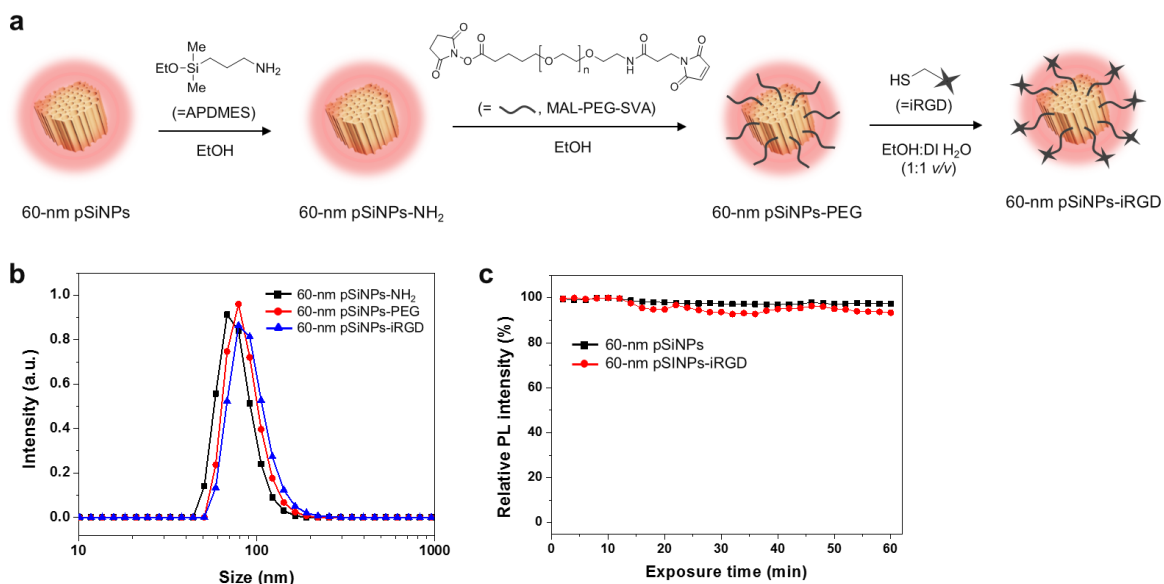 a
Me
EtO Si NH2
Me
(=APDMES)
EtOH
O
N O O n O N H O N O
(= , MAL-PEG-SVA)
EtOH
HS
(=iRGD)
EtOH:DI H2O
(1:1 v/v)
60-nm pSiNPs
60-nm pSiNPs-NH2
60-nm pSiNPs-PEG
60-nm pSiNPs-iRGD
b
1.0
0.8
0.6
0.4
0.2
0.0
Intensity (a.u.)
60-nm pSiNPs-NH2
60-nm pSiNPs-PEG
60-nm pSiNPs-iRGD
10
100
1000
Size (nm)
c
100
80
60
40
20
0
Relative PL intensity (%)
60-nm pSiNPs
60-nm pSINPs-iRGD
0
10
20
30
40
50
60
Exposure time (min)